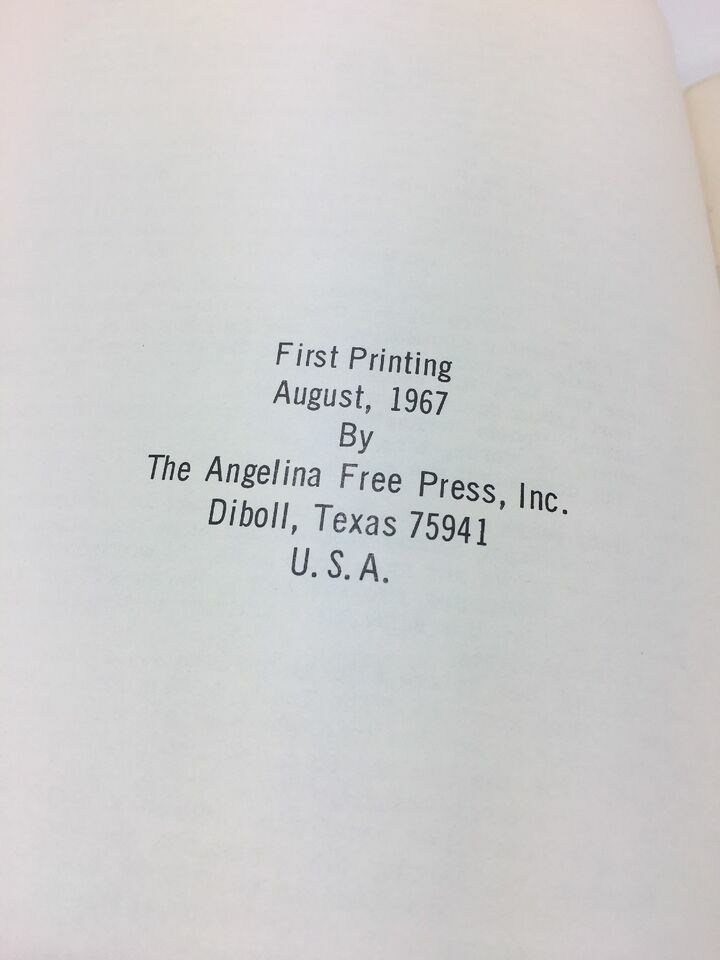 First Printing
August, 1967
By
The Angelina Free Press, Inc.
Diboll, Texas 75941
U. S. A.